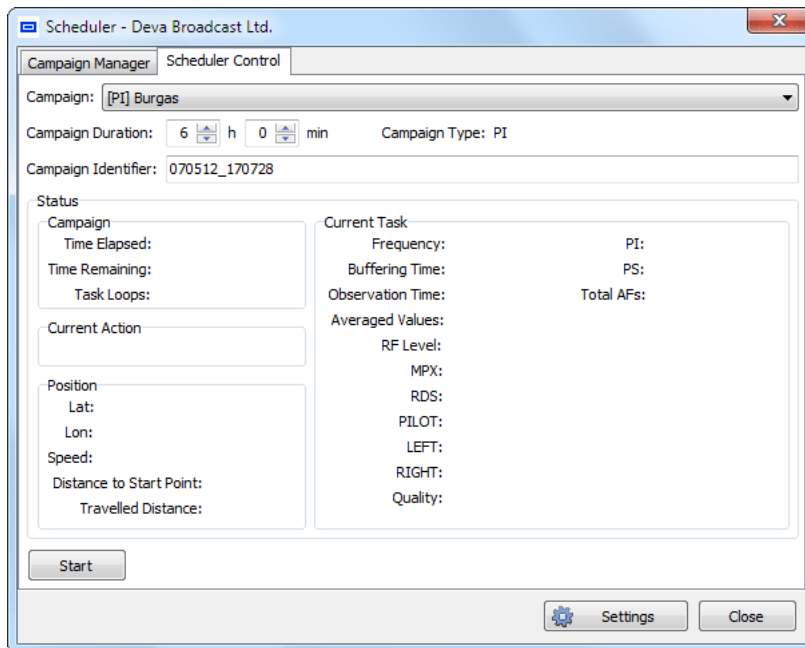 Scheduler - Deva Broadcast Ltd.
Campaign Manager Scheduler Control
Campaign: [PI] Burgas
Campaign Duration: 6 h 0 min Campaign Type: PI
Campaign Identifier: 070512_170728
Status
Campaign
Time Elapsed:
Time Remaining:
Task Loops:
Current Action
Position
Lat:
Lon:
Speed:
Distance to Start Point:
Travelled Distance:
Current Task
Frequency: PI:
Buffering Time: PS:
Observation Time: Total AFs:
Averaged Values:
RF Level:
MPX:
RDS:
PILOT:
LEFT:
RIGHT:
Quality:
Start
Settings Close